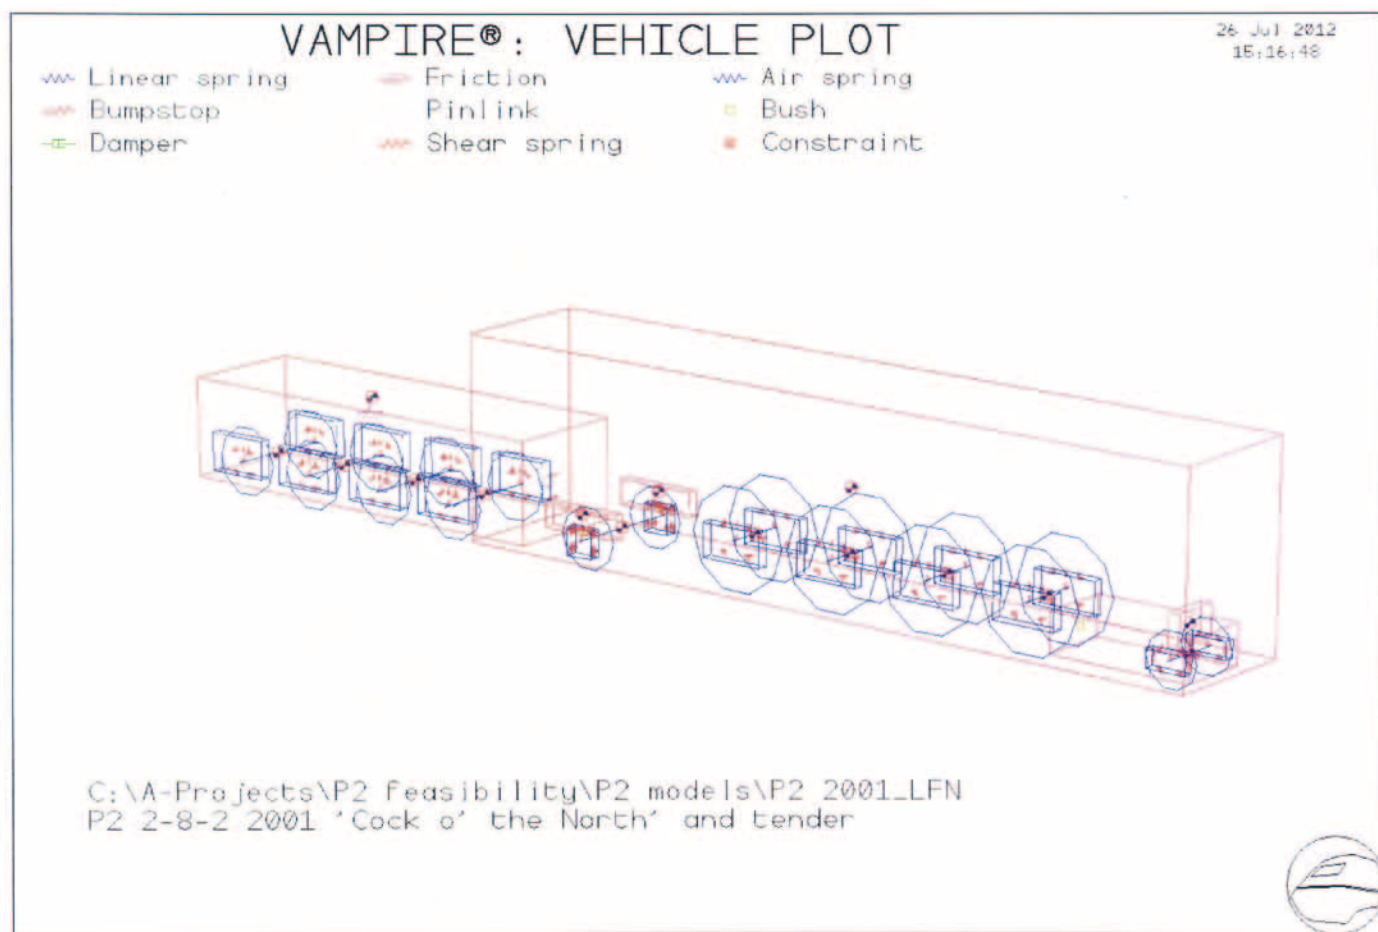 VAMPIRE®: VEHICLE PLOT
26 Jul 2012
15:16:48
Linear spring
Friction
Air spring
Bumpstop
Pinlink
Bush
Damper
Shear spring
Constraint
C:\A-Projects\P2 feasibility\P2 models\P2 2001_LFN
P2 2-8-2 2001 'Cock o' the North' and tender